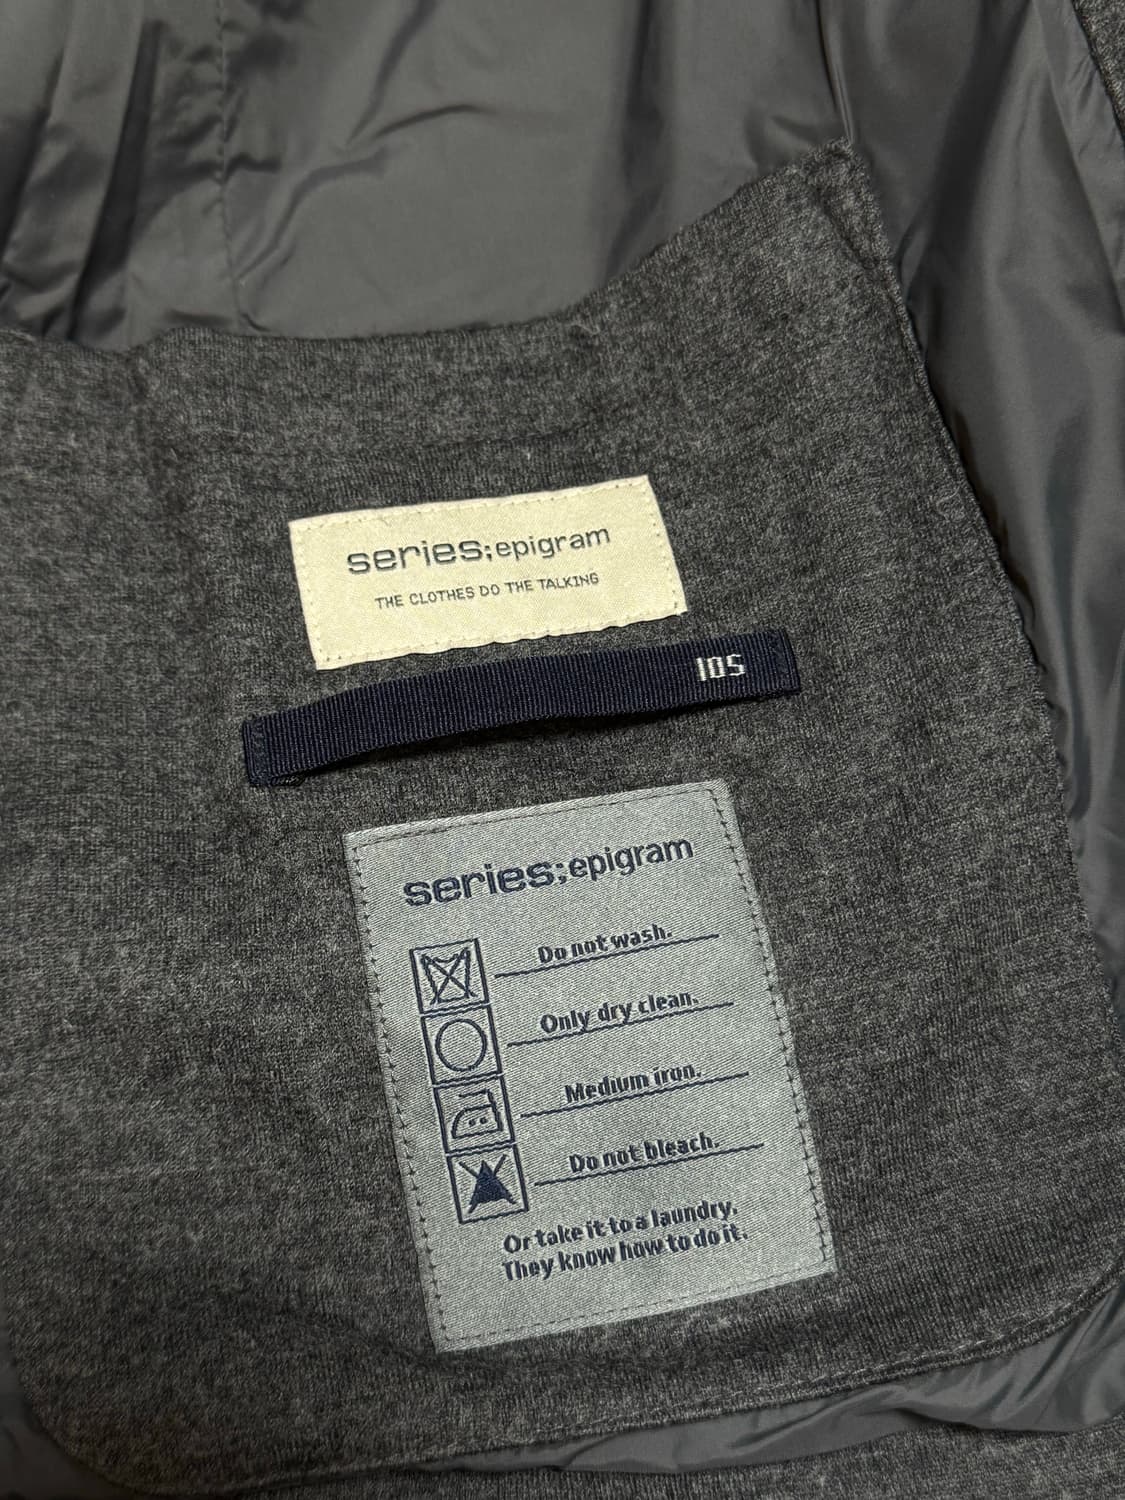 series;epigram
THE CLOTHES DO THE TALKING
105
series;epigram
Do not wash.
Only dry clean.
Medium iron.
Do not bleach.
Or take it to a laundry.
They know how to do it.